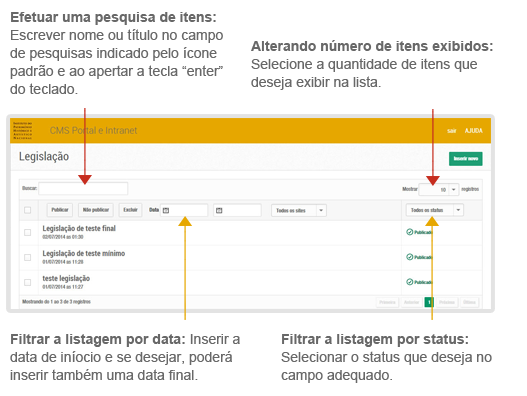 Efetuar uma pesquisa de itens:
Escrever nome ou título no campo
de pesquisas indicado pelo ícone
padrão e ao apertar a tecla “enter”
do teclado.
Alterando número de itens exibidos:
Selecione a quantidade de itens que
deseja exibir na lista.
CMS Portal e Intranet
sair AJUDA
Legislação
Inserir novo
Buscar
Mostrar 10 registros
Publicar Não publicar Excluir Data Todos os sites Todos os status
Legislação de teste final
02/07/2014 as 01:30
Publicado
Legislação de teste mínimo
01/07/2014 as 11:28
Publicado
teste legislação
01/07/2014 as 11:27
Publicado
Mostrando de 1 ao 3 de 3 registros
1
Filtrar a listagem por data: Inserir a
data de iníocio e se desejar, poderá
inserir também uma data final.
Filtrar a listagem por status:
Selecionar o status que deseja no
campo adequado.